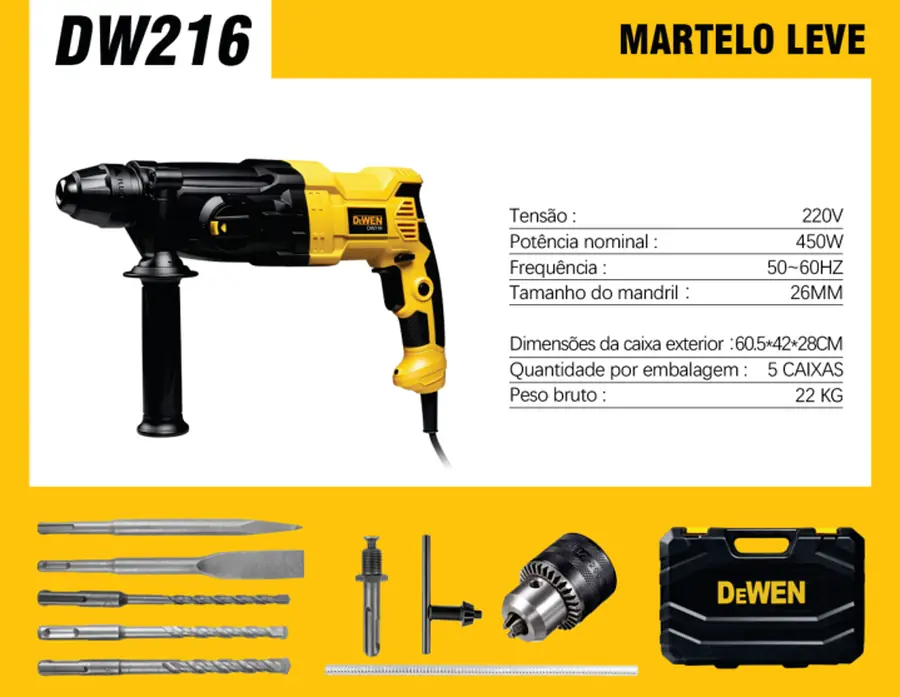 DW216
MARTELO LEVE
DEWEN
DW216
Tensão : 220V
Potência nominal : 450W
Frequência : 50~60HZ
Tamanho do mandril : 26MM
Dimensões da caixa exterior :60.5*42*28CM
Quantidade por embalagem : 5 CAIXAS
Peso bruto : 22 KG
DEWEN